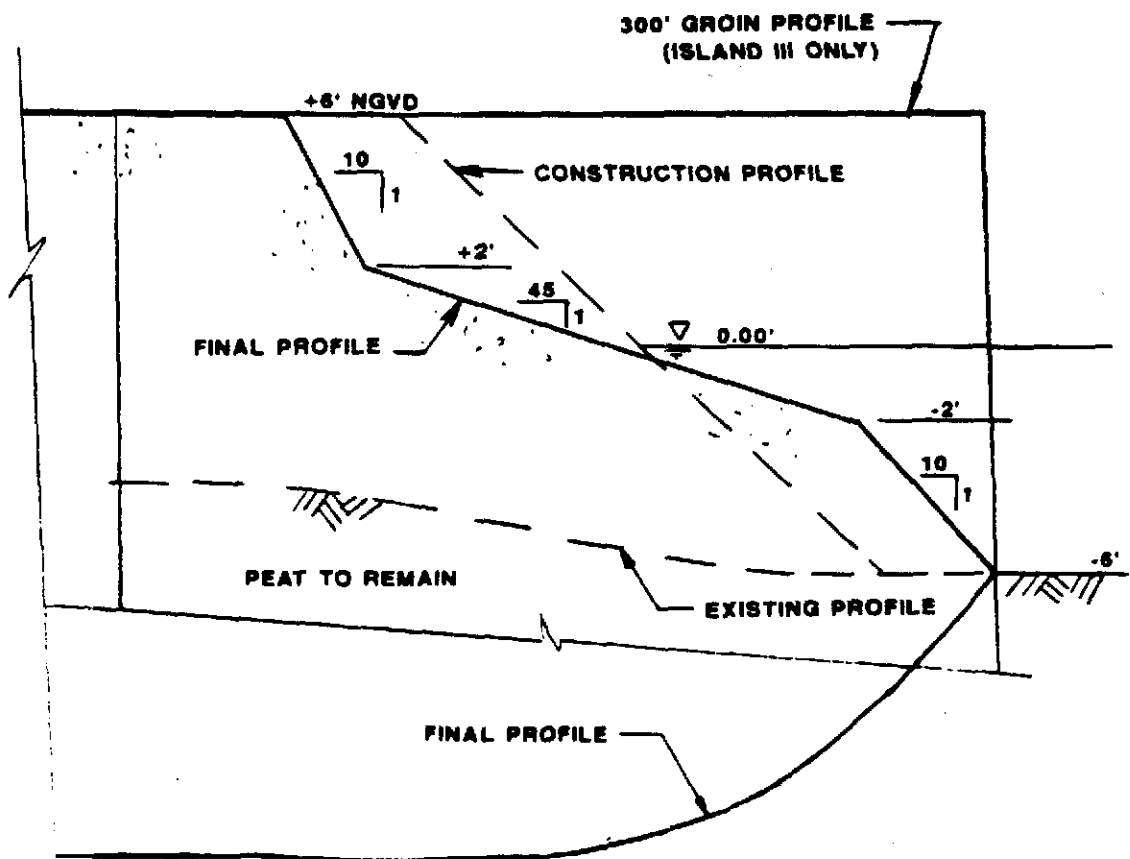 300' GROIN PROFILE
(ISLAND III ONLY)
+6' NGVD
10
1
CONSTRUCTION PROFILE
+2'
45
1
FINAL PROFILE
0.00'
-2'
10
1
-6'
PEAT TO REMAIN
EXISTING PROFILE
FINAL PROFILE